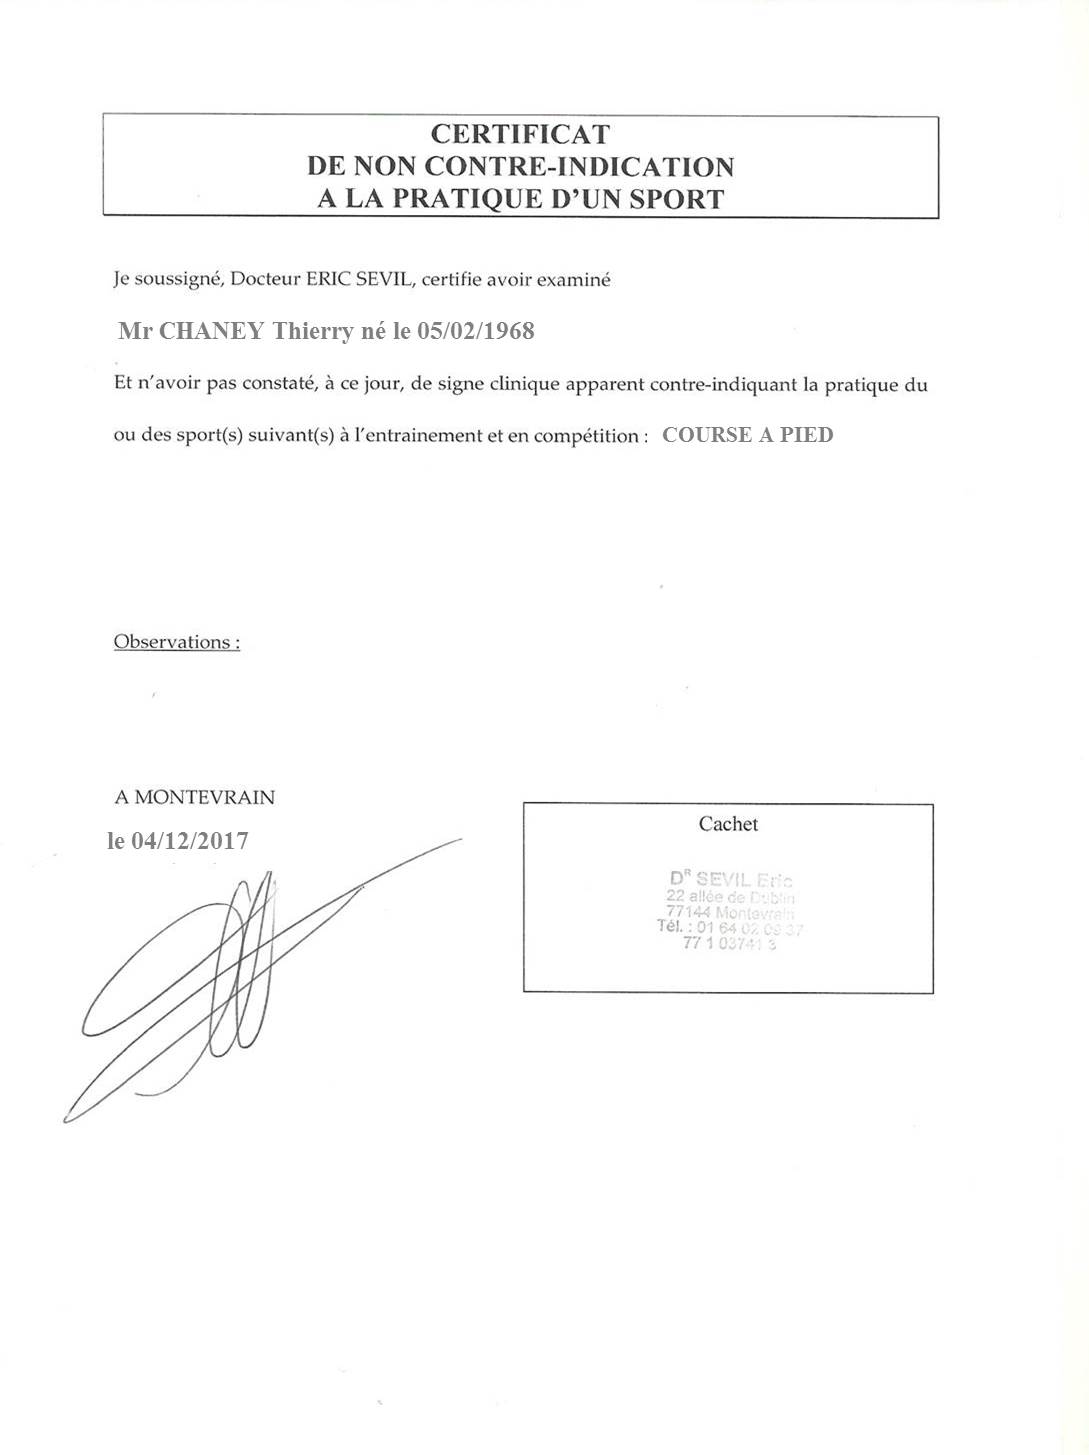 CERTIFICAT
DE NON CONTRE-INDICATION
A LA PRATIQUE D'UN SPORT
Je soussigné, Docteur ERIC SEVIL, certifie avoir examiné
Mr CHANEY Thierry né le 05/02/1968
Et n'avoir pas constaté, à ce jour, de signe clinique apparent contre-indiquant la pratique du
ou des sport(s) suivant(s) à l'entrainement et en compétition : COURSE A PIED
Observations :
A MONTEVRAIN
le 04/12/2017
Cachet
DR SEVIL Eric
22 allée de Dublin
77144 Montevrain
Tél. : 01 64 02
77 1 03741 3